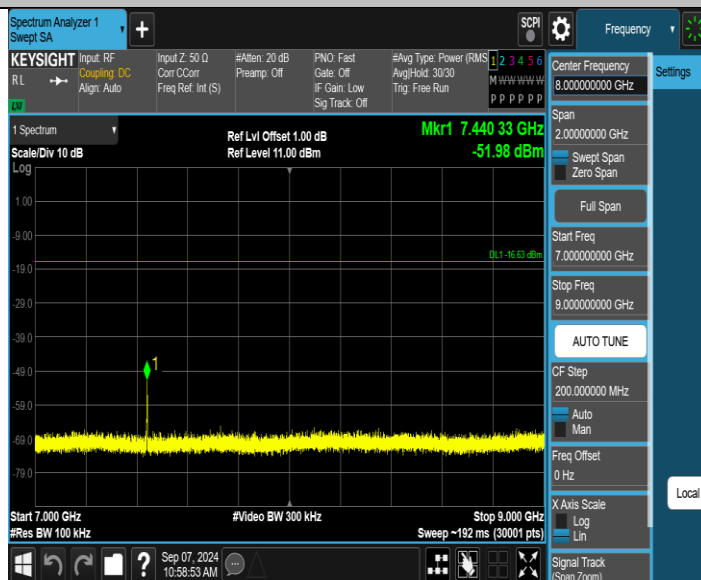 Spectrum Analyzer 1
Swept SA
+
SCPI
Frequency
KEYSIGHT
RL
LXI
Input: RF
Coupling: DC
Align: Auto
Input Z: 50 Ω
Corr CCorr
Freq Ref: Int (S)
#Atten: 20 dB
Preamp: Off
PNO: Fast
Gate: Off
IF Gain: Low
Sig Track: Off
#Avg Type: Power (RMS
Avg|Hold: 30/30
Trig: Free Run
1 2 3 4 5 6
M W W W W W
P P P P P P
1 Spectrum
Scale/Div 10 dB
Log
Ref Lvl Offset 1.00 dB
Ref Level 11.00 dBm
Mkr1 7.440 33 GHz
-51.98 dBm
1.00
-9.00
-19.0
-29.0
-39.0
-49.0
-59.0
-69.0
-79.0
DL1 -16.63 dBm
1
Start 7.000 GHz
#Res BW 100 kHz
#Video BW 300 kHz
Stop 9.000 GHz
Sweep ~192 ms (30001 pts)
?
Sep 07, 2024
10:58:53 AM
Center Frequency
8.000000000 GHz
Span
2.00000000 GHz
Swept Span
Zero Span
Full Span
Start Freq
7.000000000 GHz
Stop Freq
9.000000000 GHz
AUTO TUNE
CF Step
200.000000 MHz
Auto
Man
Freq Offset
0 Hz
X Axis Scale
Log
Lin
Signal Track
(Span Zoom)
Settings
Local